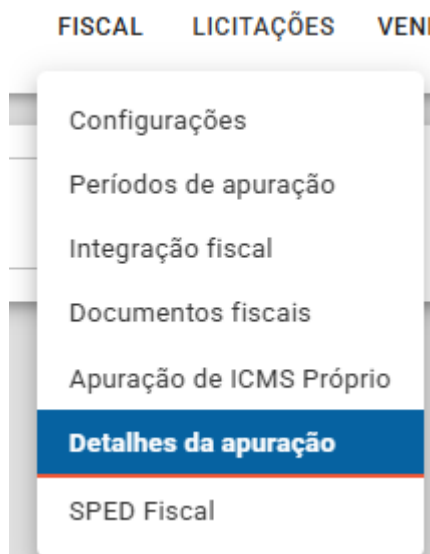 FISCAL LICITAÇÕES
Configurações
Períodos de apuração
Integração fiscal
Documentos fiscais
Apuração de ICMS Próprio
Detalhes da apuração
SPED Fiscal